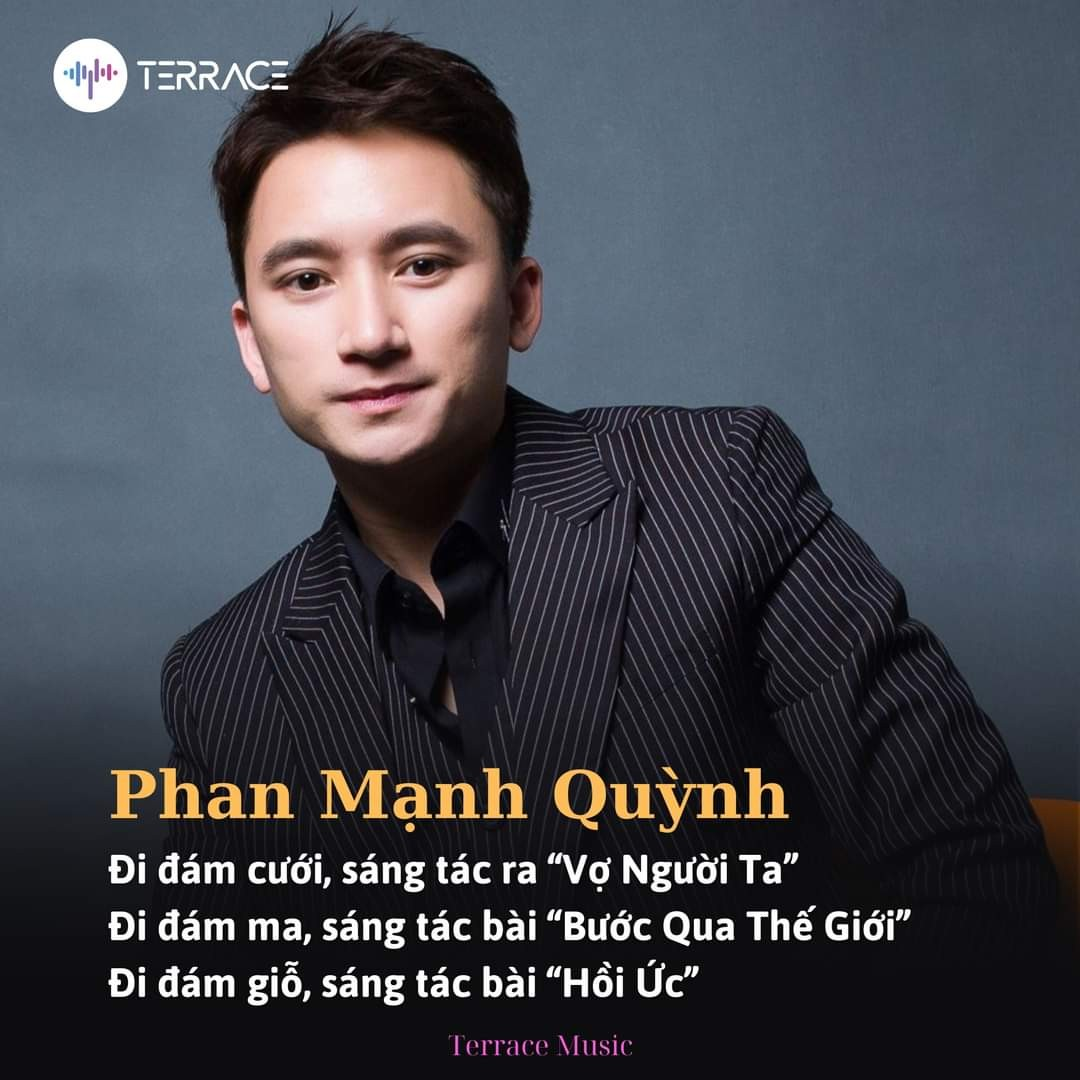 TERRACE
Phan Mạnh Quỳnh
Đi đám cưới, sáng tác ra “Vợ Người Ta”
Đi đám ma, sáng tác bài “Bước Qua Thế Giới”
Đi đám giỗ, sáng tác bài “Hồi Ức”
Terrace Music